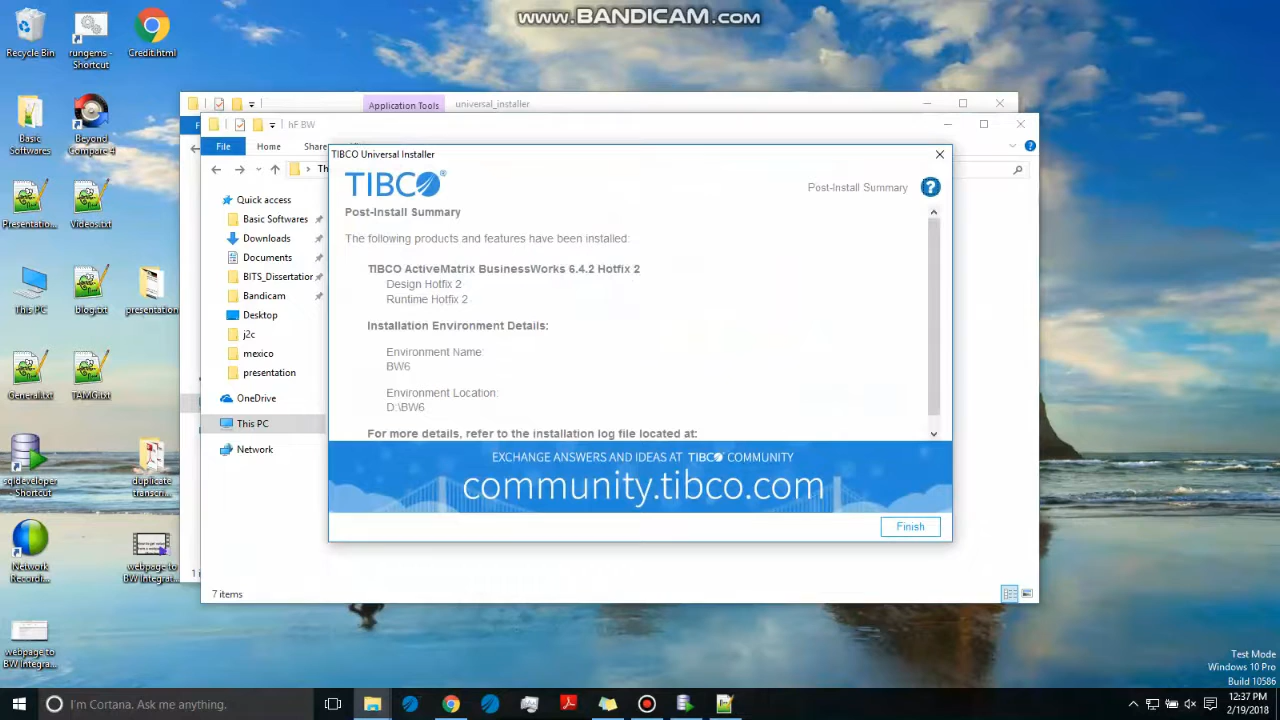 www.BANDICAM.com
Recycle Bin
rungems - Shortcut
Credit.html
Application Tools
universal_installer
hF BW
File
Home
Share
Basic Softwares
Beyond Compare 4
TIBCO Universal Installer
TIBCO®
Post-Install Summary
?
Post-Install Summary
Quick access
Basic Softwares
Downloads
Documents
BITS_Dissertation
Bandicam
Desktop
j2c
mexico
presentation
OneDrive
This PC
Network
The following products and features have been installed:
TIBCO ActiveMatrix BusinessWorks 6.4.2 Hotfix 2
Design Hotfix 2
Runtime Hotfix 2
Installation Environment Details:
Environment Name:
BW6
Environment Location:
D:\BW6
For more details, refer to the installation log file located at:
EXCHANGE ANSWERS AND IDEAS AT TIBCO COMMUNITY
community.tibco.com
Finish
Presentatio...
Videos.txt
This PC
blog.txt
presentation
General.txt
TAMG.txt
sqldeveloper - Shortcut
duplicate transcri...
Network Recordi...
webpage to BW Integrat...
webpage to BW Integra...
7 items
Test Mode
Windows 10 Pro
Build 10586
I'm Cortana. Ask me anything.
12:37 PM
2/19/2018